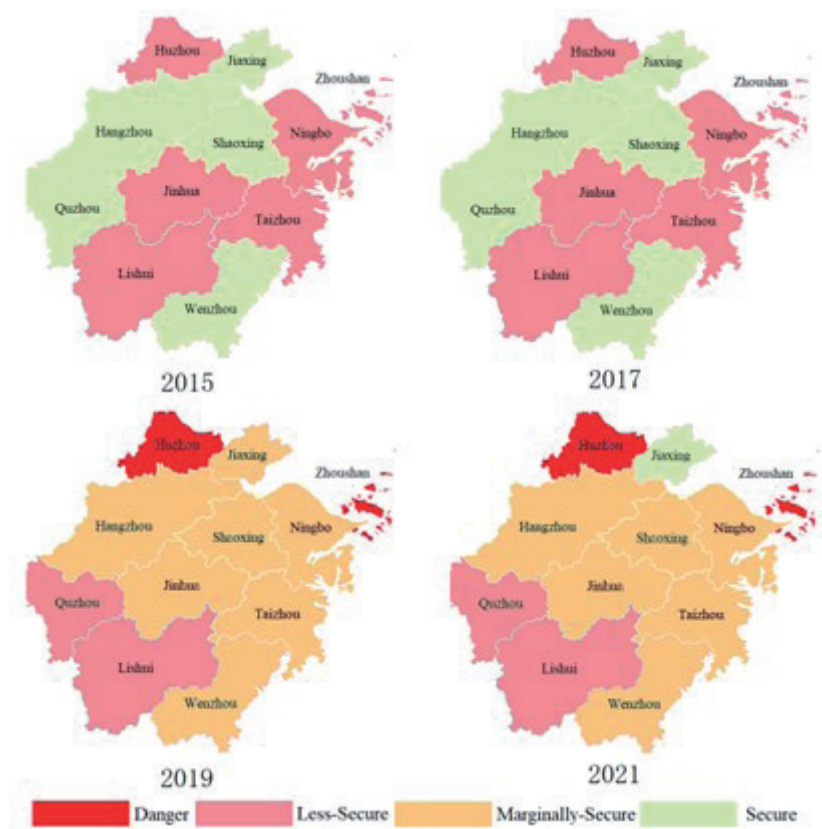 Huzhou
Jiaxing
Zhoushan
Hangzhou
Shaoxing
Ningbo
Jinhua
Quzhou
Taizhou
Lishui
Wenzhou
2015
Huzhou
Jiaxing
Zhoushan
Hangzhou
Shaoxing
Ningbo
Jinhua
Quzhou
Taizhou
Lishui
Wenzhou
2017
Huzhou
Jiaxing
Zhoushan
Hangzhou
Shaoxing
Ningbo
Jinhua
Quzhou
Taizhou
Lishui
Wenzhou
2019
Huzhou
Jiaxing
Zhoushan
Hangzhou
Shaoxing
Ningbo
Jinhua
Quzhou
Taizhou
Lishui
Wenzhou
2021
Danger Less-Secure Marginally-Secure Secure